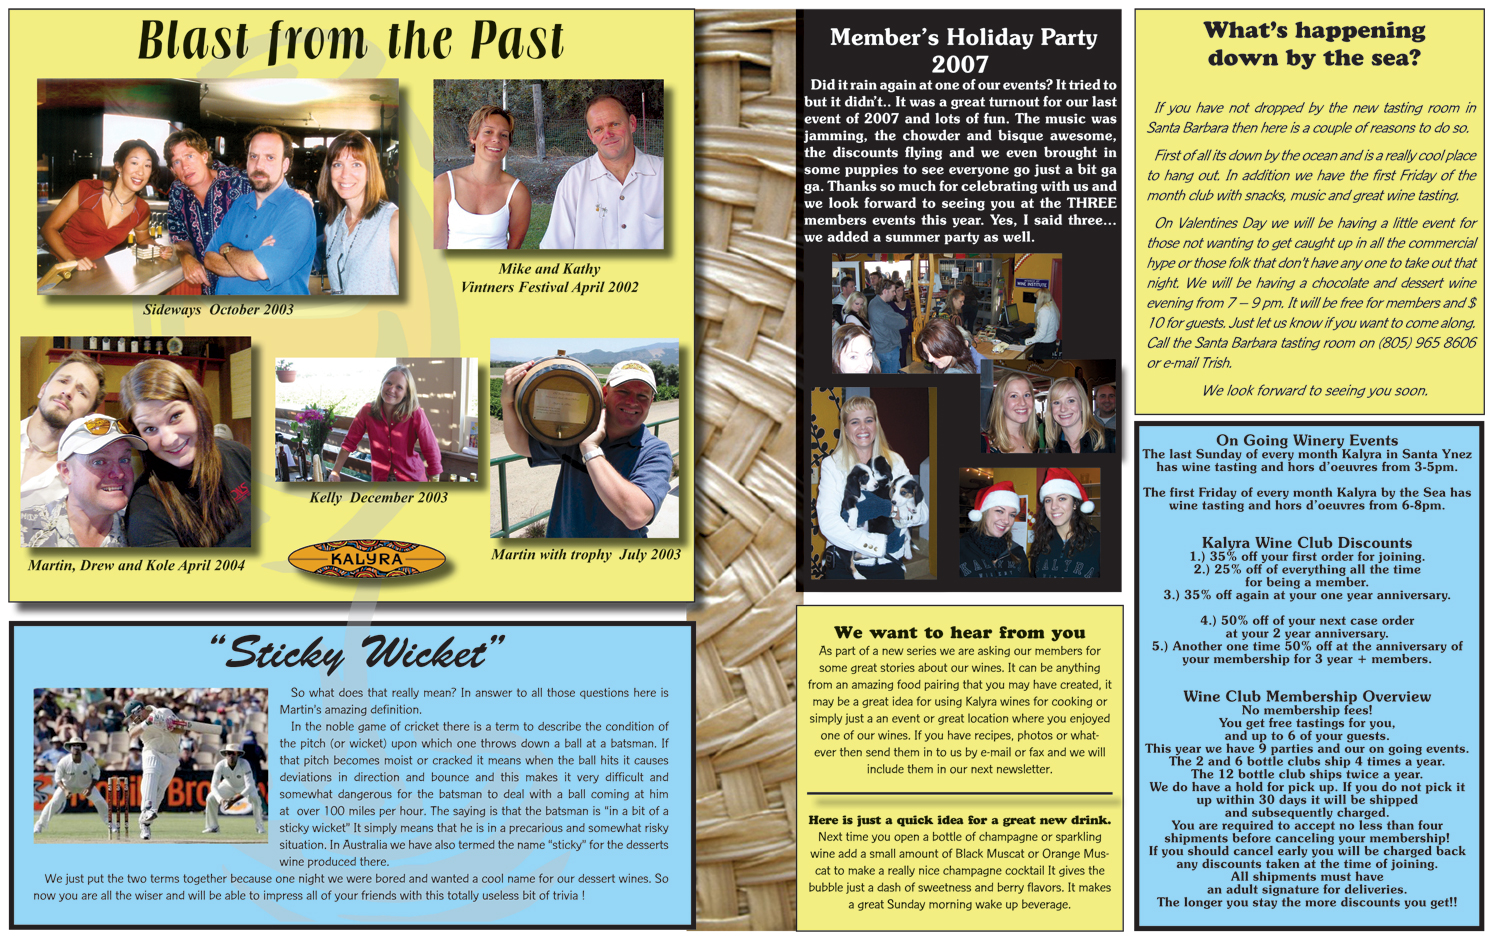 Blast from the Past
Sideways October 2003
Mike and Kathy
Vintners Festival April 2002
Martin, Drew and Kole April 2004
Kelly December 2003
Martin with trophy July 2003
KALYRA
“Sticky Wicket”
So what does that really mean? In answer to all those questions here is
Martin's amazing definition.
In the noble game of cricket there is a term to describe the condition of
the pitch (or wicket) upon which one throws down a ball at a batsman. If
that pitch becomes moist or cracked it means when the ball hits it causes
deviations in direction and bounce and this makes it very difficult and
somewhat dangerous for the batsman to deal with a ball coming at him
at over 100 miles per hour. The saying is that the batsman is "in a bit of a
sticky wicket" It simply means that he is in a precarious and somewhat risky
situation. In Australia we have also termed the name "sticky" for the desserts
wine produced there.
We just put the two terms together because one night we were bored and wanted a cool name for our dessert wines. So
now you are all the wiser and will be able to impress all of your friends with this totally useless bit of trivia !
Member’s Holiday Party
2007
Did it rain again at one of our events? It tried to
but it didn’t.. It was a great turnout for our last
event of 2007 and lots of fun. The music was
jamming, the chowder and bisque awesome,
the discounts flying and we even brought in
some puppies to see everyone go just a bit ga
ga. Thanks so much for celebrating with us and
we look forward to seeing you at the THREE
members events this year. Yes, I said three...
we added a summer party as well.
WINE INSTITUTE
KALYRA
KALYRA
We want to hear from you
As part of a new series we are asking our members for
some great stories about our wines. It can be anything
from an amazing food pairing that you may have created, it
may be a great idea for using Kalyra wines for cooking or
simply just a an event or great location where you enjoyed
one of our wines. If you have recipes, photos or what-
ever then send them in to us by e-mail or fax and we will
include them in our next newsletter.
Here is just a quick idea for a great new drink.
Next time you open a bottle of champagne or sparkling
wine add a small amount of Black Muscat or Orange Mus-
cat to make a really nice champagne cocktail It gives the
bubble just a dash of sweetness and berry flavors. It makes
a great Sunday morning wake up beverage.
What’s happening
down by the sea?
If you have not dropped by the new tasting room in
Santa Barbara then here is a couple of reasons to do so.
First of all its down by the ocean and is a really cool place
to hang out. In addition we have the first Friday of the
month club with snacks, music and great wine tasting.
On Valentines Day we will be having a little event for
those not wanting to get caught up in all the commercial
hype or those folk that don't have any one to take out that
night. We will be having a chocolate and dessert wine
evening from 7 – 9 pm. It will be free for members and $
10 for guests. Just let us know if you want to come along.
Call the Santa Barbara tasting room on (805) 965 8606
or e-mail Trish.
We look forward to seeing you soon.
On Going Winery Events
The last Sunday of every month Kalyra in Santa Ynez
has wine tasting and hors d’oeuvres from 3-5pm.
The first Friday of every month Kalyra by the Sea has
wine tasting and hors d’oeuvres from 6-8pm.
Kalyra Wine Club Discounts
1.) 35% off your first order for joining.
2.) 25% off of everything all the time
for being a member.
3.) 35% off again at your one year anniversary.
4.) 50% off of your next case order
at your 2 year anniversary.
5.) Another one time 50% off at the anniversary of
your membership for 3 year + members.
Wine Club Membership Overview
No membership fees!
You get free tastings for you,
and up to 6 of your guests.
This year we have 9 parties and our on going events.
The 2 and 6 bottle clubs ship 4 times a year.
The 12 bottle club ships twice a year.
We do have a hold for pick up. If you do not pick it
up within 30 days it will be shipped
and subsequently charged.
You are required to accept no less than four
shipments before canceling your membership!
If you should cancel early you will be charged back
any discounts taken at the time of joining.
All shipments must have
an adult signature for deliveries.
The longer you stay the more discounts you get!!